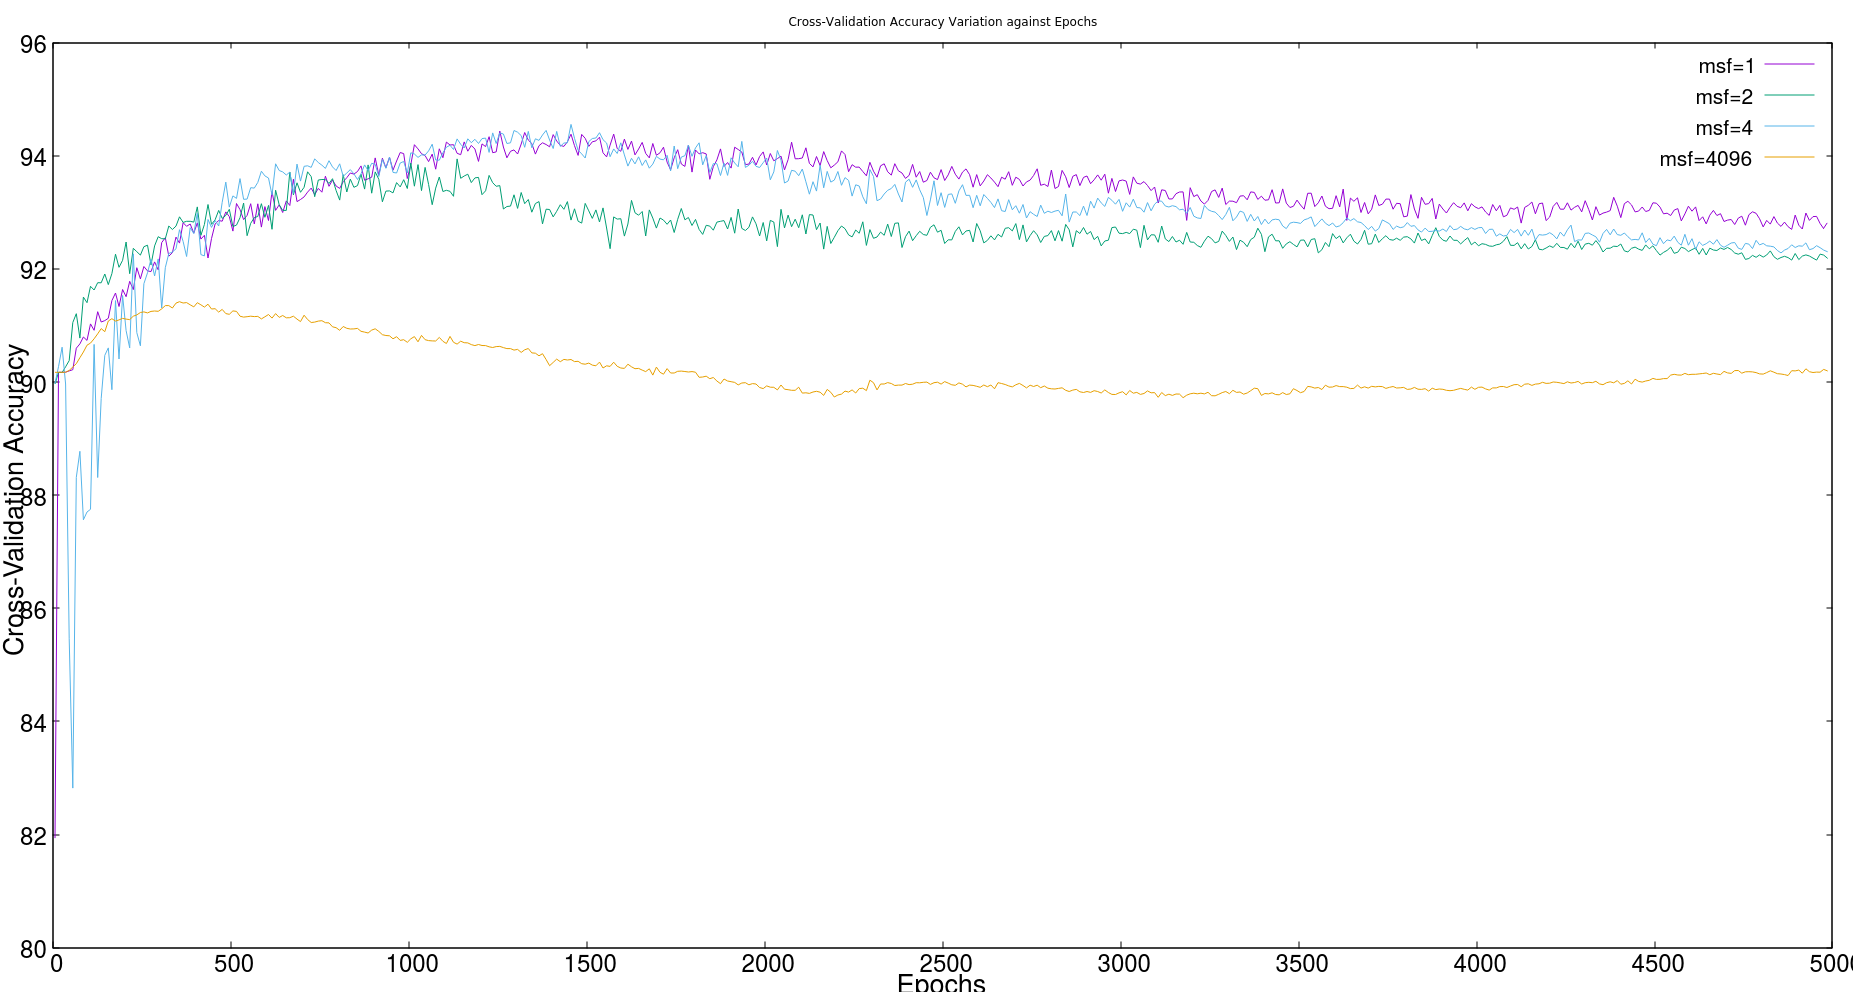 Cross-Validation Accuracy Variation against Epochs
96
94
92
90
88
86
84
82
80
Cross-Validation Accuracy
msf=1
msf=2
msf=4
msf=4096
0
500
1000
1500
2000
2500
3000
3500
4000
4500
5000
Epochs